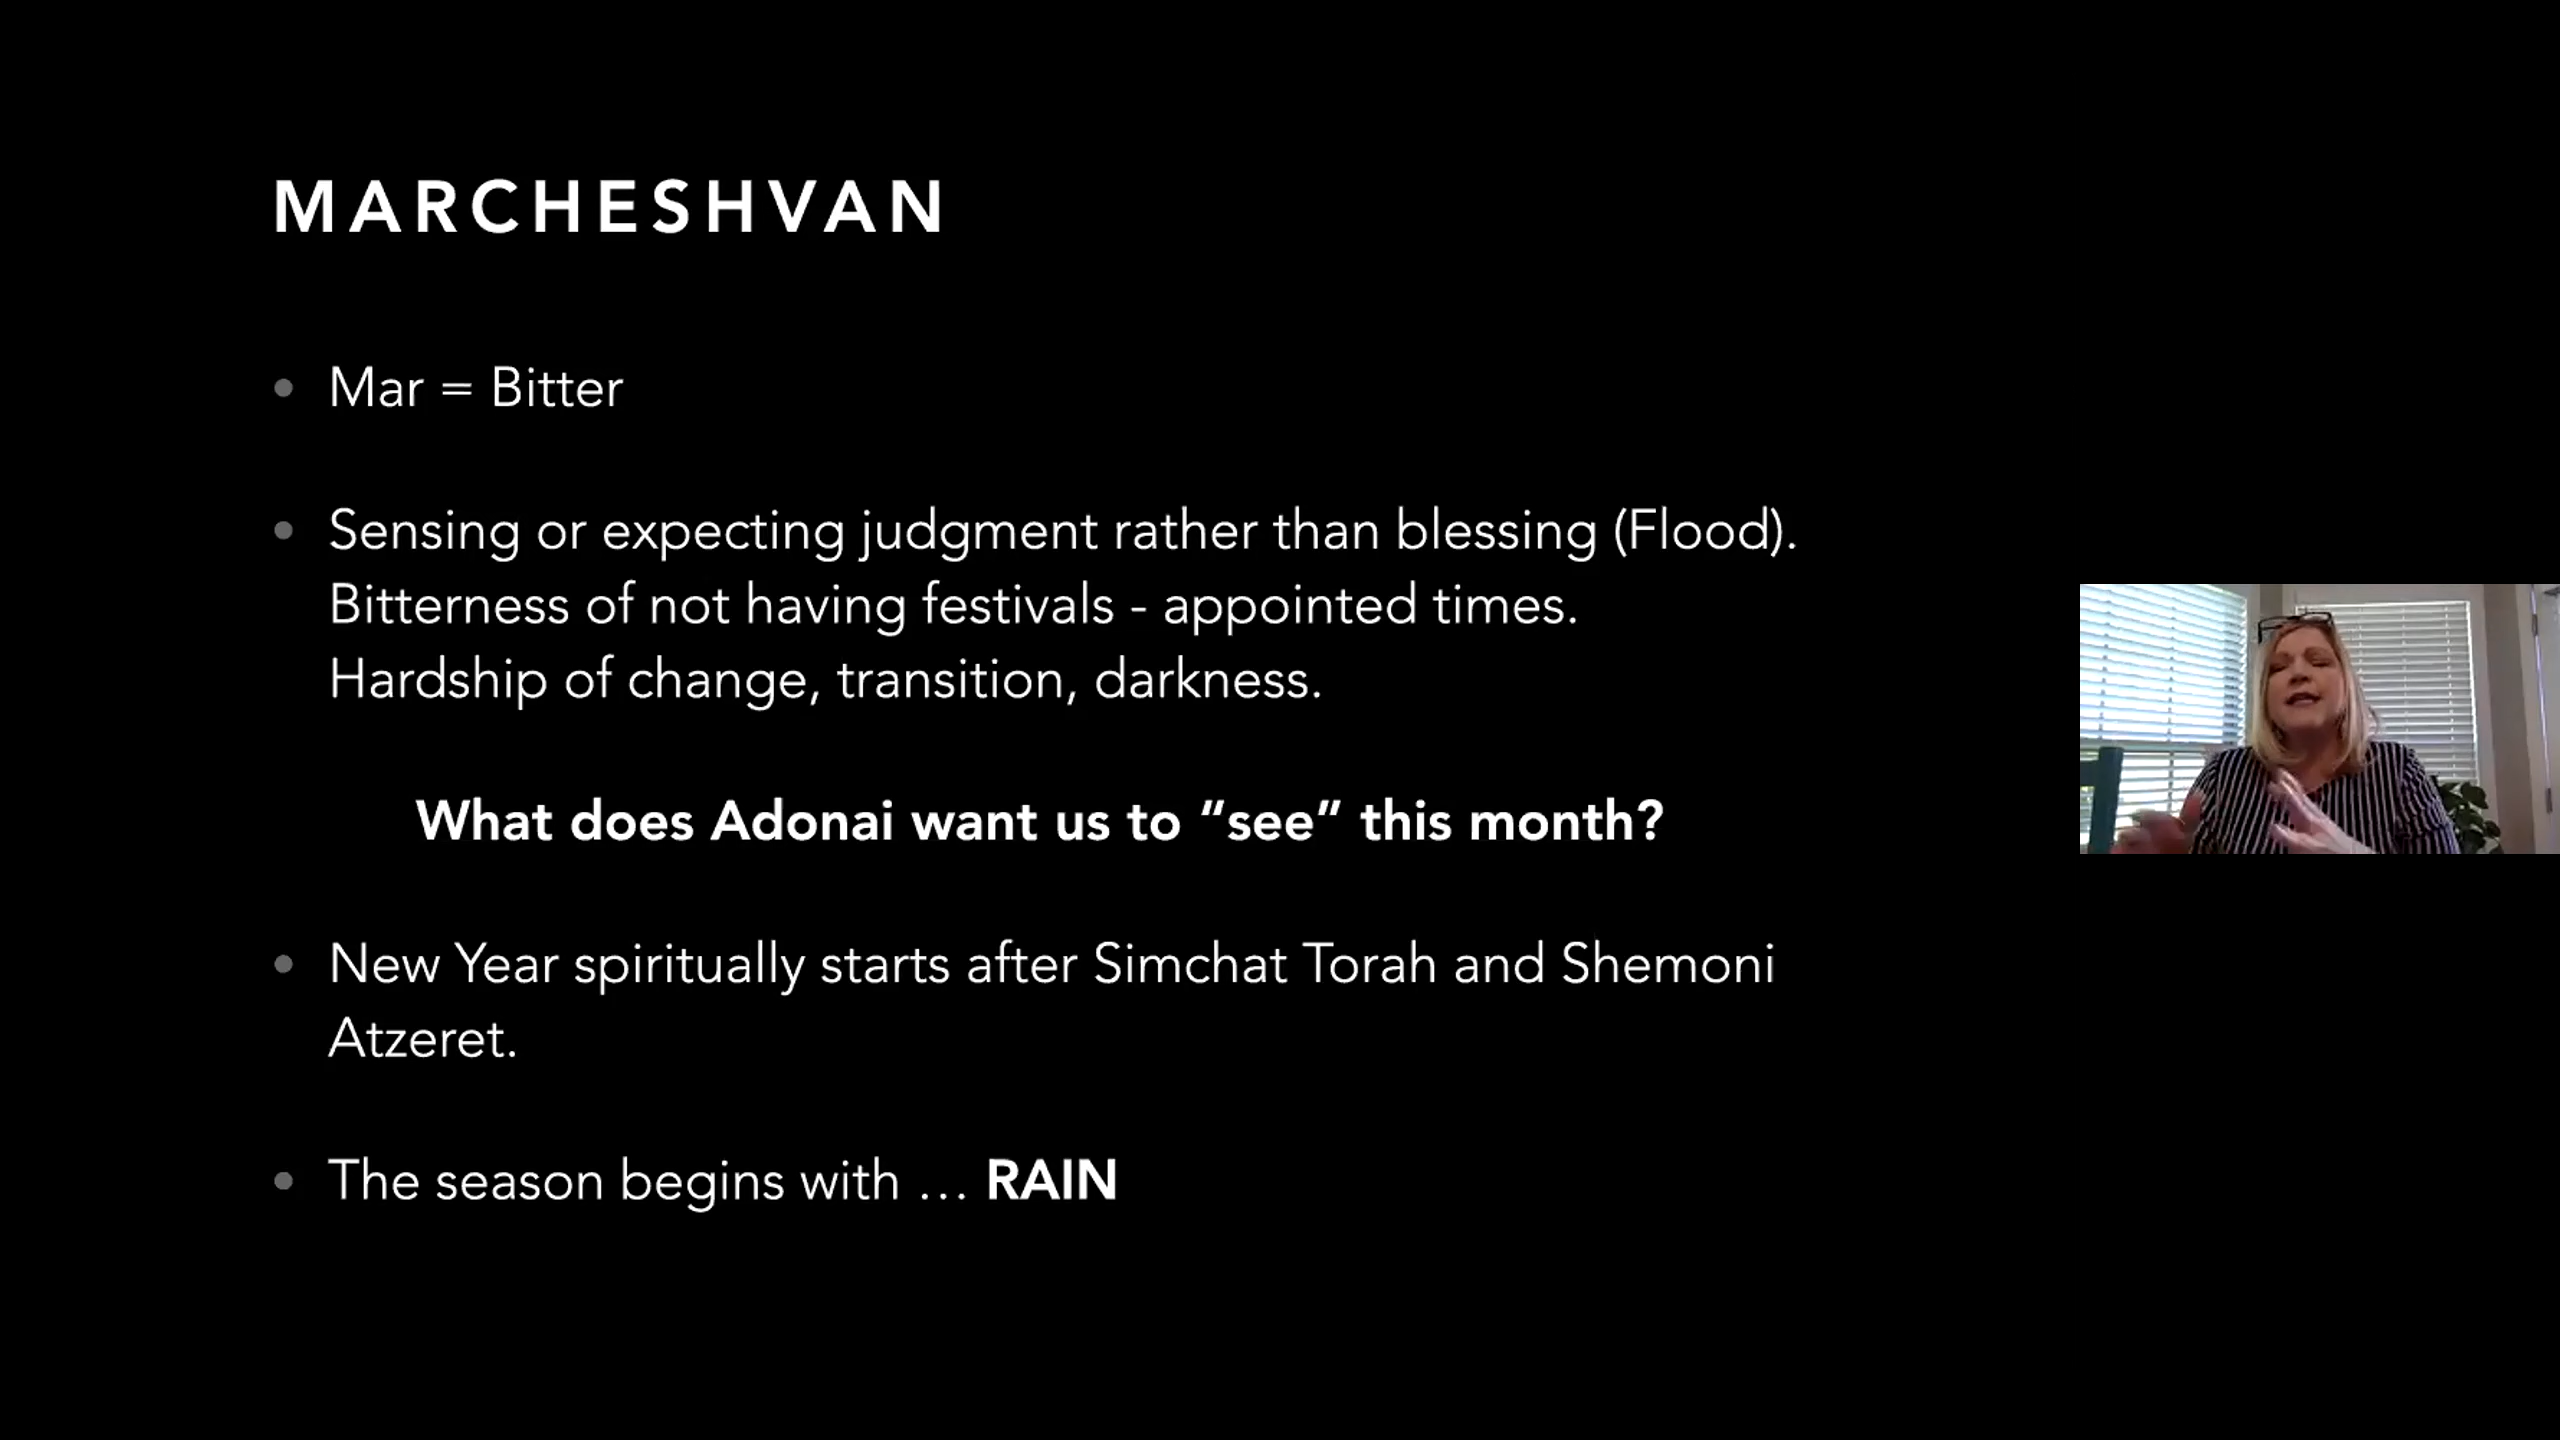 MARCHESHVAN
• Mar = Bitter
• Sensing or expecting judgment rather than blessing (Flood).
Bitterness of not having festivals - appointed times.
Hardship of change, transition, darkness.
What does Adonai want us to “see” this month?
• New Year spiritually starts after Simchat Torah and Shemoni
Atzeret.
• The season begins with … RAIN